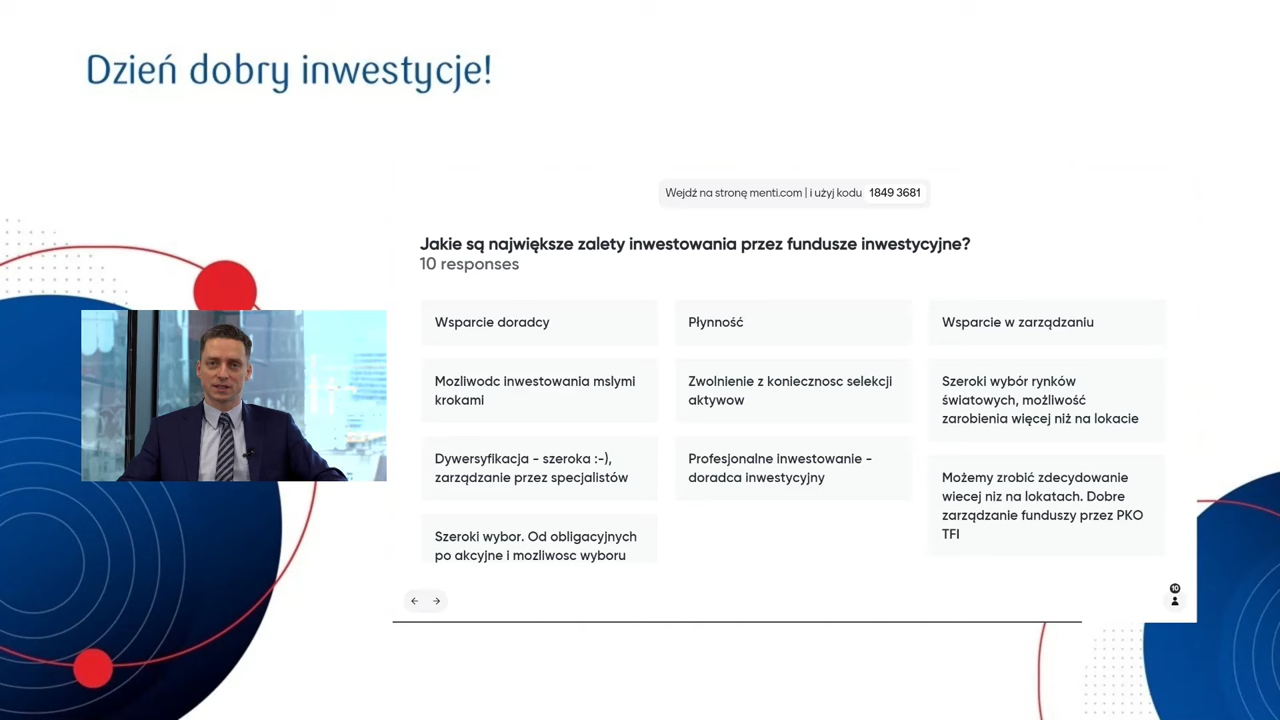 Dzień dobry inwestycje!
Wejdź na stronę menti.com | i użyj kodu 1849 3681
Jakie są największe zalety inwestowania przez fundusze inwestycyjne?
10 responses
Wsparcie doradcy
Mozliwodc inwestowania mslymi
krokami
Dywersyfikacja - szeroka :-),
zarządzanie przez specjalistów
Szeroki wybor. Od obligacyjnych
po akcyjne i mozliwosc wyboru
Płynność
Zwolnienie z koniecznosc selekcji
aktywow
Profesjonalne inwestowanie -
doradca inwestycyjny
Wsparcie w zarządzaniu
Szeroki wybór rynków
światowych, możliwość
zarobienia więcej niż na lokacie
Możemy zrobić zdecydowanie
wiecej niz na lokatach. Dobre
zarządzanie funduszy przez PKO
TFI
10